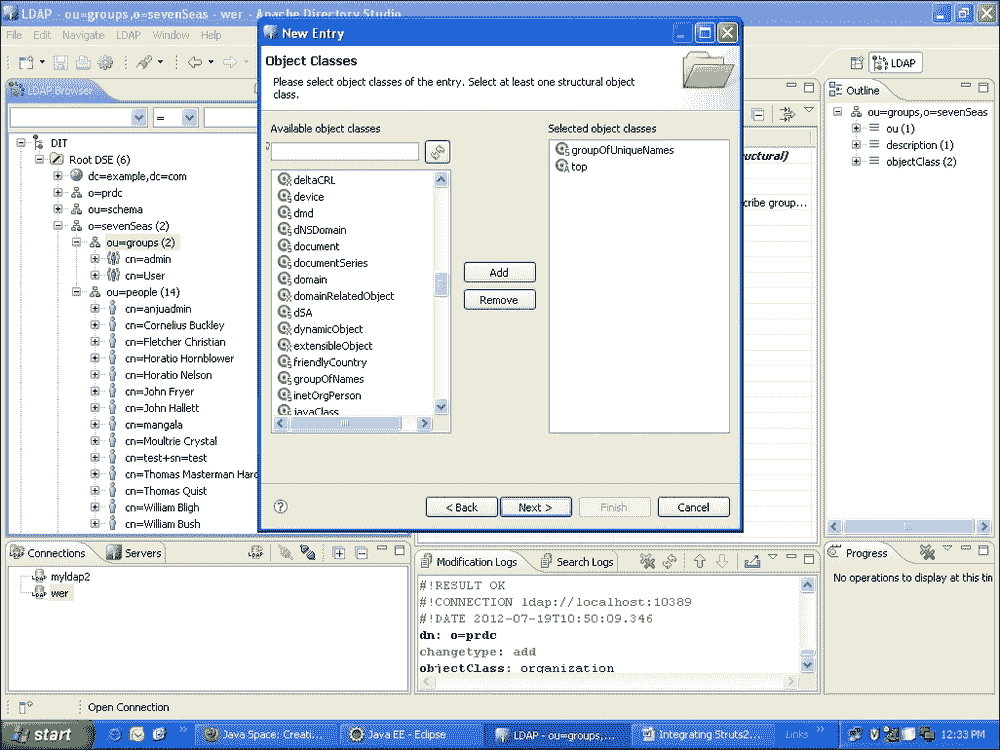 LDAP - ou=groups,o=sevenSeas - wer - Apache Directory Studio
File Edit Navigate LDAP Window Help
LDAP
LDAP Browser
=
DIT
Root DSE (6)
dc=example,dc=com
o=prdc
ou=schema
o=sevenSeas (2)
ou=groups (2)
cn=admin
cn=User
ou=people (14)
cn=anjuadmin
cn=Cornelius Buckley
cn=Fletcher Christian
cn=Horatio Hornblower
cn=Horatio Nelson
cn=John Fryer
cn=John Hallett
cn=mangala
cn=Moultrie Crystal
cn=test+sn=test
cn=Thomas Masterman Hard
cn=Thomas Quist
cn=William Bligh
cn=William Bush
New Entry
Object Classes
Please select object classes of the entry. Select at least one structural object
class.
Available object classes
deltaCRL
device
dmd
dNSDomain
document
documentSeries
domain
domainRelatedObject
dSA
dynamicObject
extensibleObject
friendlyCountry
groupOfNames
inetOrgPerson
javaClass
Add
Remove
Selected object classes
groupOfUniqueNames
top
< Back
Next >
Finish
Cancel
uctural)
cribe group...
Outline
ou=groups,o=sevenSeas
ou (1)
description (1)
objectClass (2)
Connections
Servers
myldap2
wer
Modification Logs
Search Logs
#!RESULT OK
#!CONNECTION ldap://localhost:10389
#!DATE 2012-07-19T10:50:09.346
dn: o=prdc
changetype: add
objectClass: organization
Progress
No operations to display at this tin
Open Connection
start
Java Space: Creati...
Java EE - Eclipse
LDAP - ou=groups,...
Integrating Struts2...
Links
12:33 PM